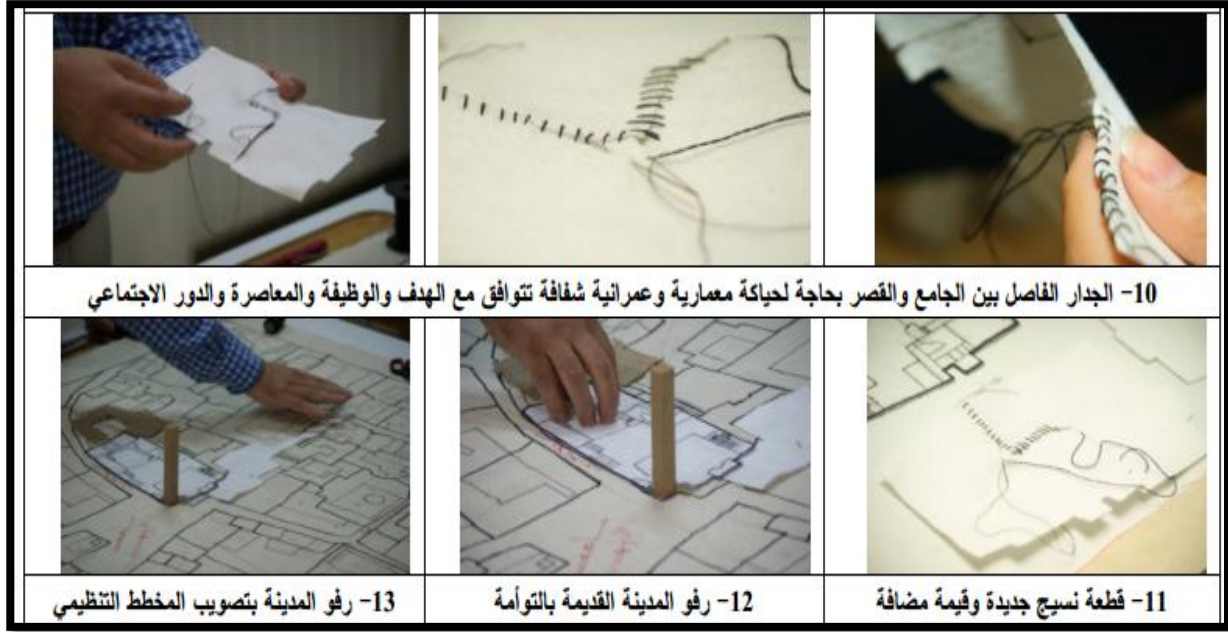 10- الجدار الفاصل بين الجامع والقصر بحاجة لحياكة معمارية وعمرانية شفافة تتوافق مع الهدف والوظيفة والمعاصرة والدور الاجتماعي
11- قطعة نسيج جديدة وقيمة مضافة
12- رفو المدينة القديمة بالتوأمة
13- رفو المدينة بتصويب المخطط التنظيمي